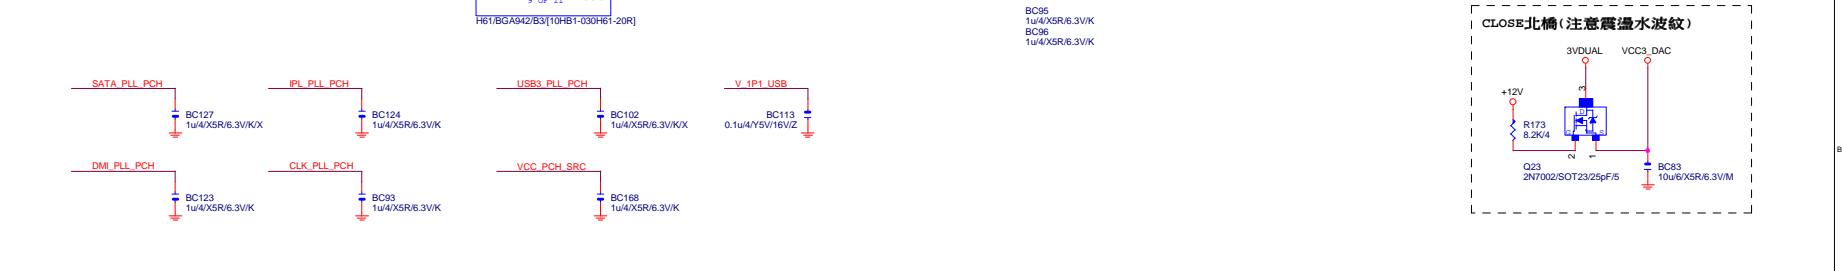 H61/BGA942/B3/[10HB1-030H61-20R]
BC95
1u/4/X5R/6.3V/K
BC96
1u/4/X5R/6.3V/K
CLOSE北橋(注意震盪水波紋)
3VDUAL
VCC3_DAC
+12V
3
D
G
S
R173
8.2K/4
2
1
Q23
2N7002/SOT23/25pF/5
BC83
10u/6/X5R/6.3V/M
SATA_PLL_PCH
BC127
1u/4/X5R/6.3V/K/X
IPL_PLL_PCH
BC124
1u/4/X5R/6.3V/K
USB3_PLL_PCH
BC102
1u/4/X5R/6.3V/K/X
V_1P1_USB
BC113
0.1u/4/Y5V/16V/Z
DMI_PLL_PCH
BC123
1u/4/X5R/6.3V/K
CLK_PLL_PCH
BC93
1u/4/X5R/6.3V/K
VCC_PCH_SRC
BC168
1u/4/X5R/6.3V/K
B